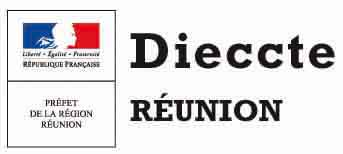 Liberté • Égalité • Fraternité
RÉPUBLIQUE FRANÇAISE
PRÉFET
DE LA RÉGION
RÉUNION
Dieccte
RÉUNION